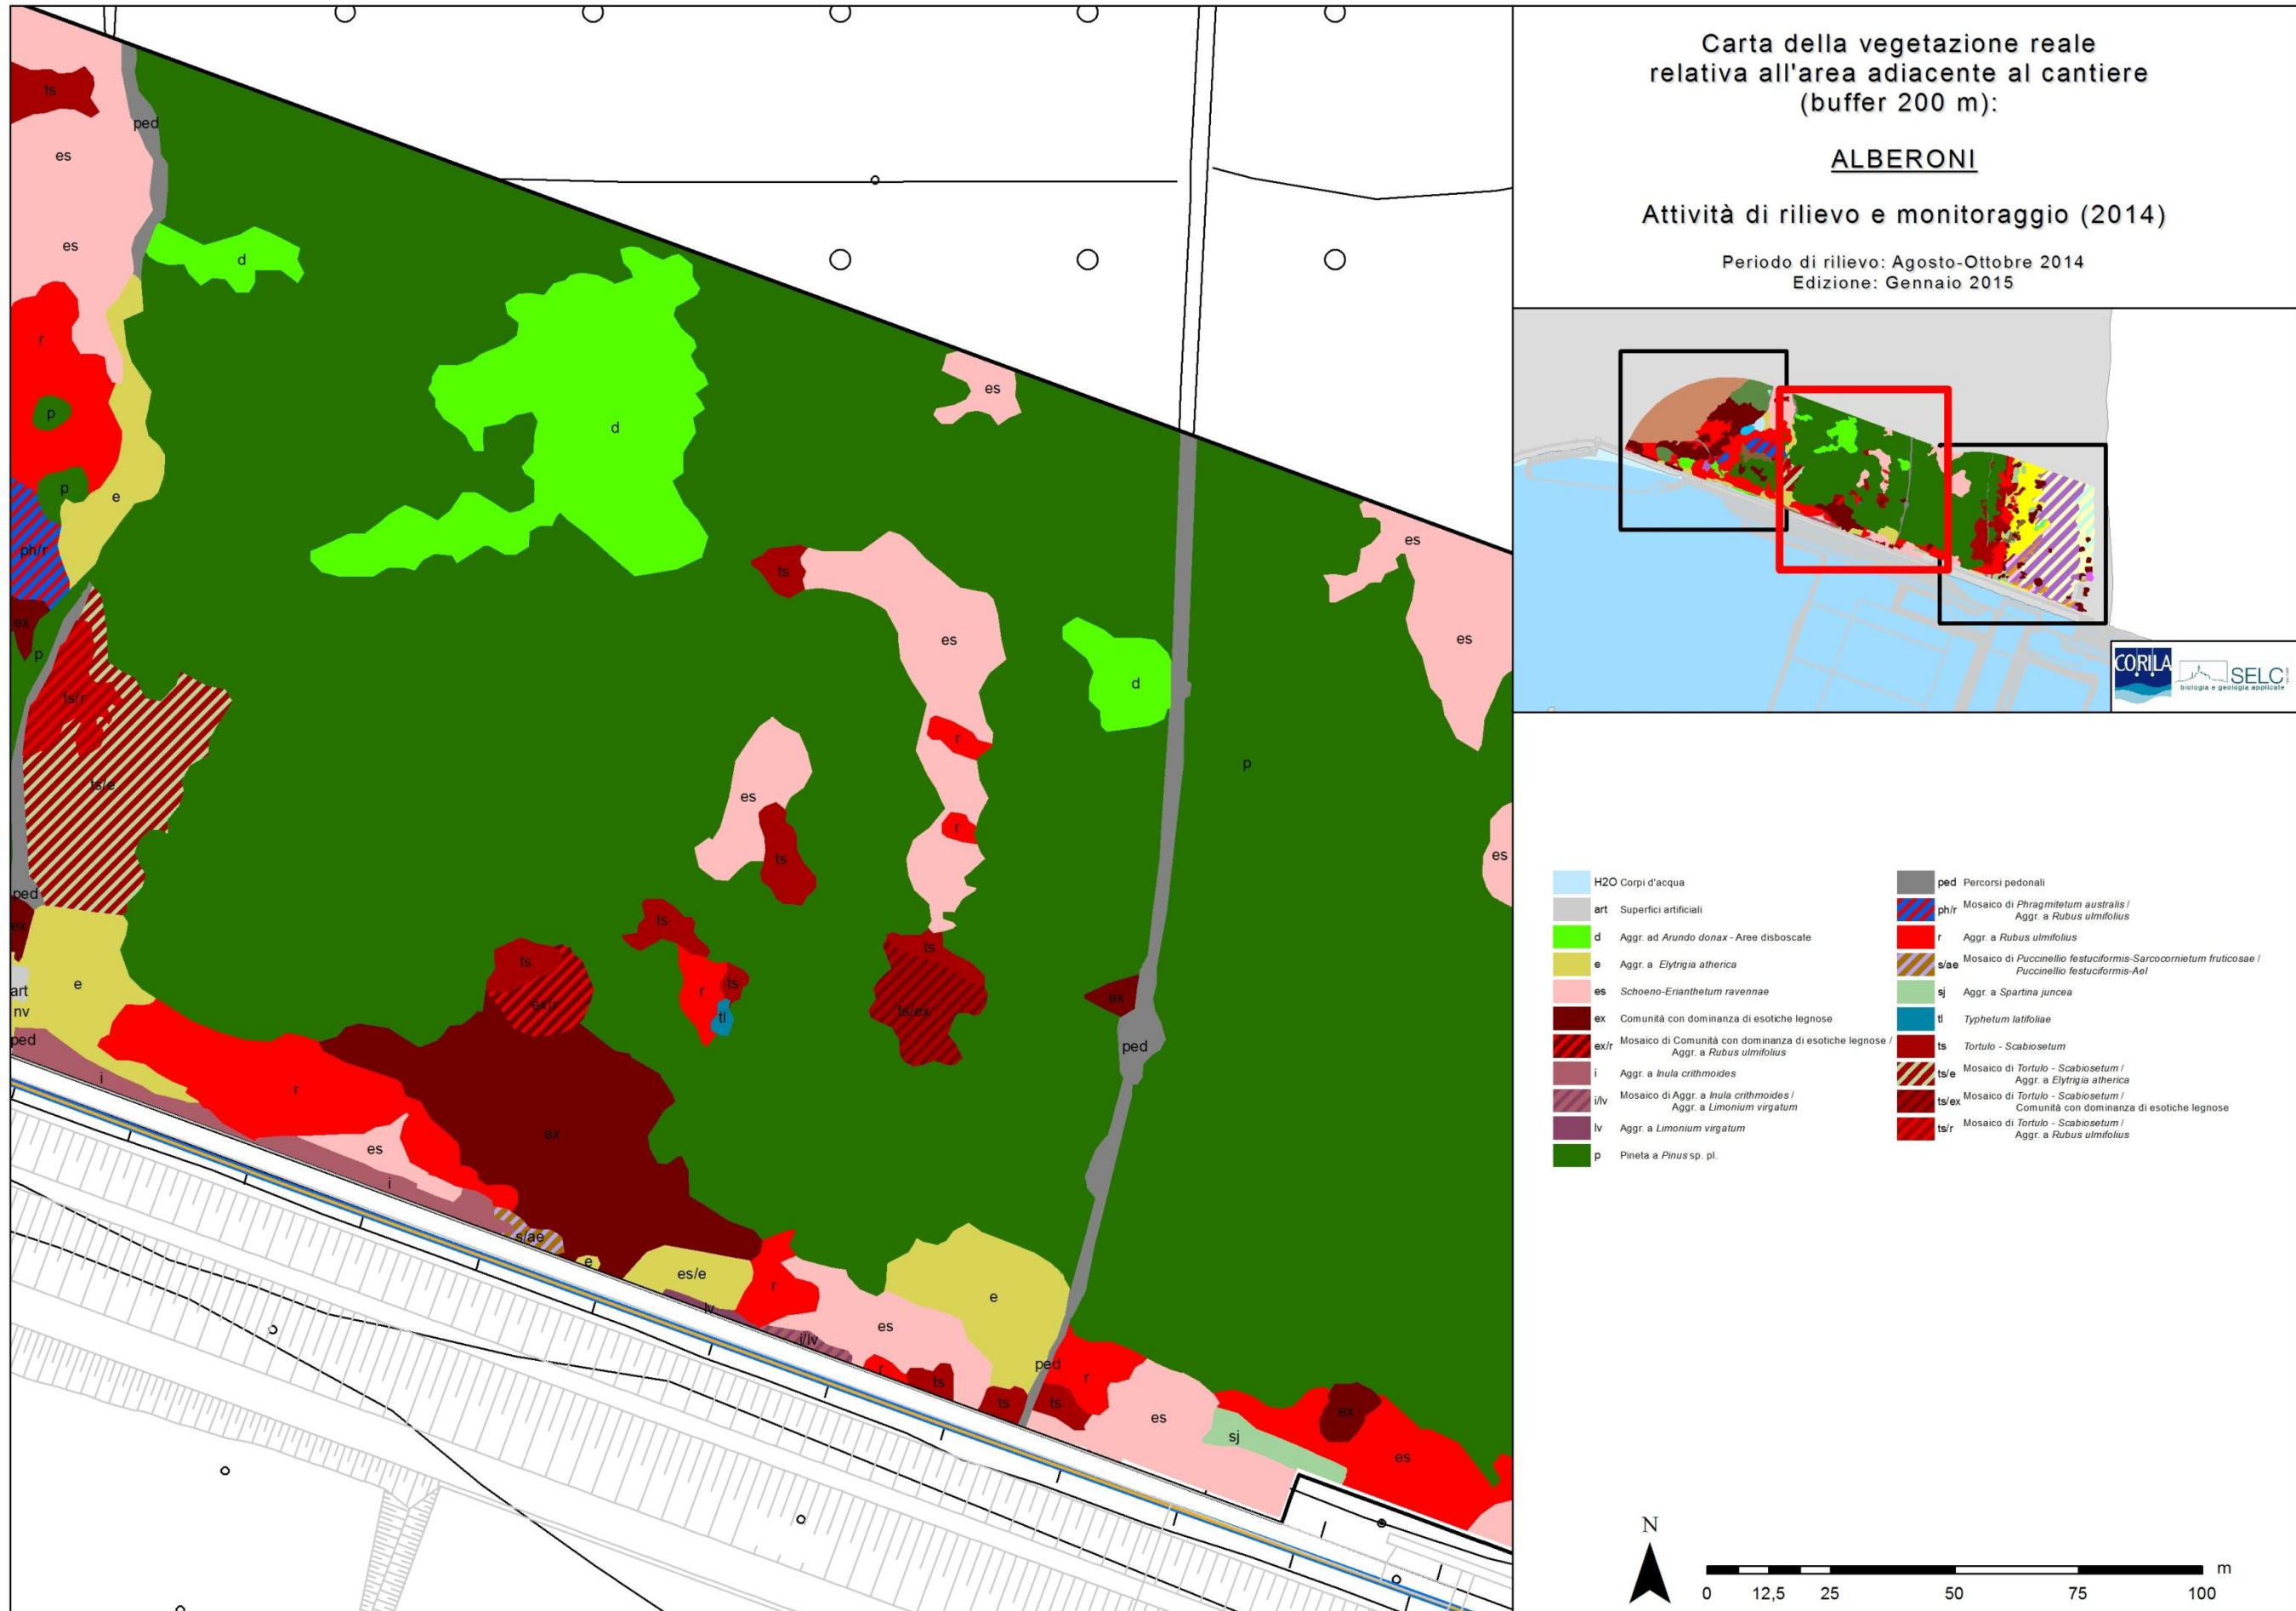 Carta della vegetazione reale
relativa all'area adiacente al cantiere
(buffer 200 m):
ALBERONI
Attività di rilievo e monitoraggio (2014)
Periodo di rilievo: Agosto-Ottobre 2014
Edizione: Gennaio 2015
CORILA
SELC
biologia e geologia applicate
H2O Corpi d'acqua
art Superfici artificiali
d Aggr. ad Arundo donax - Aree disboscate
e Aggr. a Elytrigia atherica
es Schoeno-Erianthetum ravennae
ex Comunità con dominanza di esotiche legnose
ex/r Mosaico di Comunità con dominanza di esotiche legnose /
Aggr. a Rubus ulmifolius
i Aggr. a Inula crithmoides
i/lv Mosaico di Aggr. a Inula crithmoides /
Aggr. a Limonium virgatum
lv Aggr. a Limonium virgatum
p Pineta a Pinus sp. pl.
ped Percorsi pedonali
ph/r Mosaico di Phragmitetum australis /
Aggr. a Rubus ulmifolius
r Aggr. a Rubus ulmifolius
s/ae Mosaico di Puccinellio festuciformis-Sarcocornietum fruticosae /
Puccinellio festuciformis-Ael
sj Aggr. a Spartina juncea
tl Typhetum latifoliae
ts Tortulo - Scabiosetum
ts/e Mosaico di Tortulo - Scabiosetum /
Aggr. a Elytrigia atherica
ts/ex Mosaico di Tortulo - Scabiosetum /
Comunità con dominanza di esotiche legnose
ts/r Mosaico di Tortulo - Scabiosetum /
Aggr. a Rubus ulmifolius
N
m
0 12,5 25 50 75 100
ts
ped
es
es
d
r
es
p
d
p
e
es
ph/r
ts
ex
es
es
p
d
ts/r
r
p
ts/e
es
r
es
ts
ped
ts
ex
ts
ts
e
ts
r
ex
art
ex/r
tl
ts/ex
nv
ped
ped
i
r
ex
es
i
s/ae
e
es/e
r
e
lv
es
i/lv
r
ped
ts
r
ts
ts
es
ex
sj
es